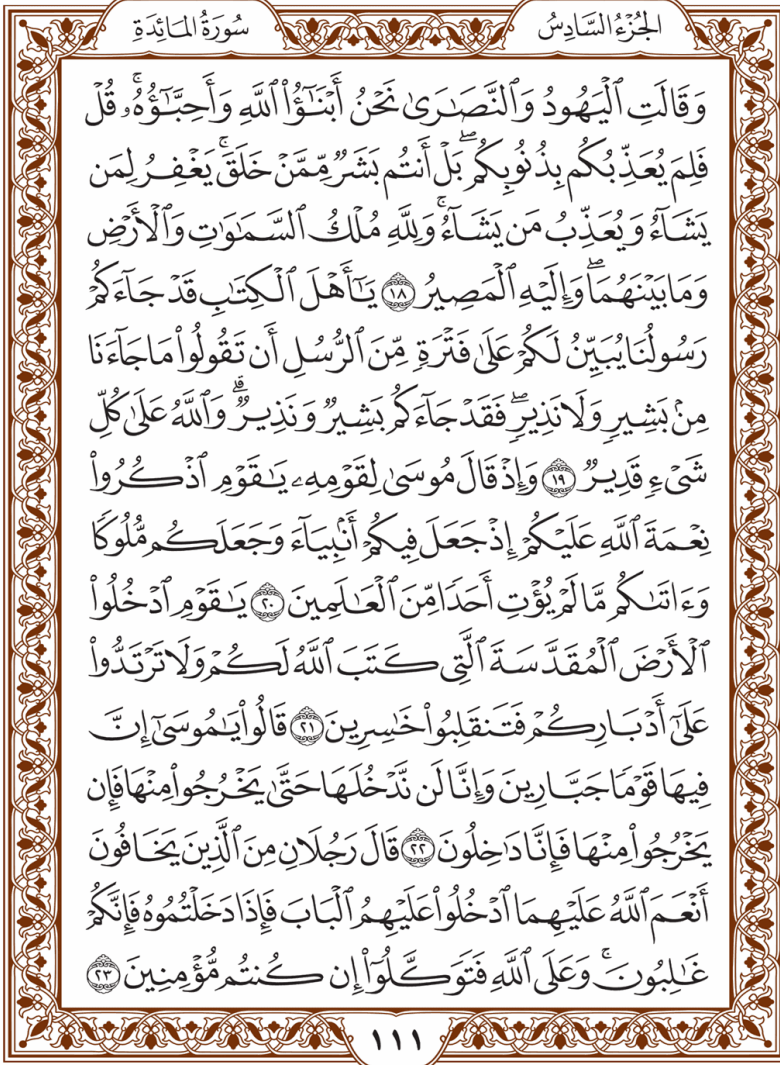 الجُزْءُ السَّادِسُ
سُورَةُ المَائِدَةِ
وَقَالَتِ ٱلْيَهُودُ وَٱلنَّصَٰرَىٰ نَحْنُ أَبْنَٰٓؤُا۟ ٱللَّهِ وَأَحِبَّٰٓؤُهُۥۚ قُلْ
فَلِمَ يُعَذِّبُكُم بِذُنُوبِكُمۖ بَلْ أَنتُم بَشَرٌ مِّمَّنْ خَلَقَۚ يَغْفِرُ لِمَن
يَشَآءُ وَيُعَذِّبُ مَن يَشَآءُۚ وَلِلَّهِ مُلْكُ ٱلسَّمَٰوَٰتِ وَٱلْأَرْضِ
وَمَا بَيْنَهُمَاۖ وَإِلَيْهِ ٱلْمَصِيرُ ١٨ يَٰٓأَهْلَ ٱلْكِتَٰبِ قَدْ جَآءَكُمْ
رَسُولُنَا يُبَيِّنُ لَكُمْ عَلَىٰ فَتْرَةٍ مِّنَ ٱلرُّسُلِ أَن تَقُولُوا۟ مَا جَآءَنَا
مِنۢ بَشِيرٍ وَلَا نَذِيرٍۖ فَقَدْ جَآءَكُم بَشِيرٌ وَنَذِيرٌۗ وَٱللَّهُ عَلَىٰ كُلِّ
شَىْءٍ قَدِيرٌ ١٩ وَإِذْ قَالَ مُوسَىٰ لِقَوْمِهِۦ يَٰقَوْمِ ٱذْكُرُوا۟
نِعْمَةَ ٱللَّهِ عَلَيْكُمْ إِذْ جَعَلَ فِيكُمْ أَنۢبِيَآءَ وَجَعَلَكُم مُّلُوكًا
وَءَاتَىٰكُم مَّا لَمْ يُؤْتِ أَحَدًا مِّنَ ٱلْعَٰلَمِينَ ٢٠ يَٰقَوْمِ ٱدْخُلُوا۟
ٱلْأَرْضَ ٱلْمُقَدَّسَةَ ٱلَّتِى كَتَبَ ٱللَّهُ لَكُمْ وَلَا تَرْتَدُّوا۟
عَلَىٰٓ أَدْبَارِكُمْ فَتَنقَلِبُوا۟ خَٰسِرِينَ ٢١ قَالُوا۟ يَٰمُوسَىٰٓ إِنَّ
فِيهَا قَوْمًا جَبَّارِينَ وَإِنَّا لَن نَّدْخُلَهَا حَتَّىٰ يَخْرُجُوا۟ مِنْهَا فَإِن
يَخْرُجُوا۟ مِنْهَا فَإِنَّا دَٰخِلُونَ ٢٢ قَالَ رَجُلَانِ مِنَ ٱلَّذِينَ يَخَافُونَ
أَنْعَمَ ٱللَّهُ عَلَيْهِمَا ٱدْخُلُوا۟ عَلَيْهِمُ ٱلْبَابَ فَإِذَا دَخَلْتُمُوهُ فَإِنَّكُمْ
غَٰلِبُونَۚ وَعَلَى ٱللَّهِ فَتَوَكَّلُوٓا۟ إِن كُنتُم مُّؤْمِنِينَ ٢٣
١١١